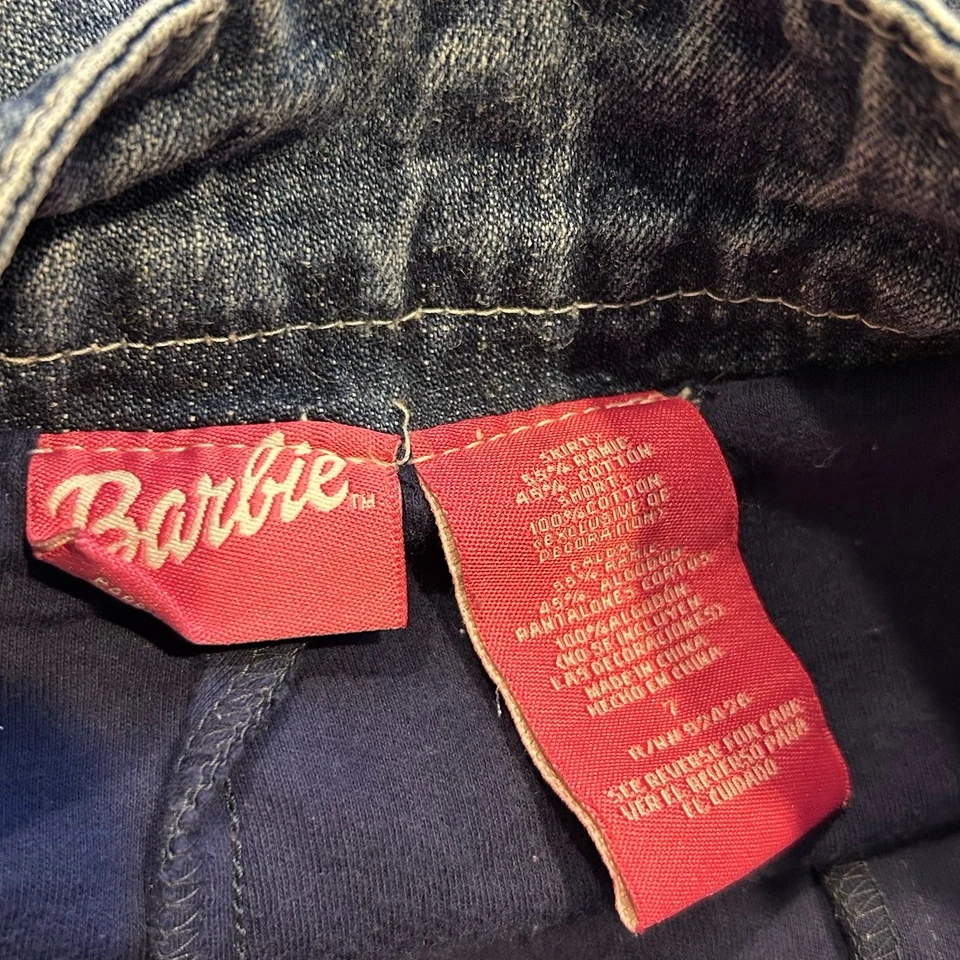 Barbie
SKIRT:
55% RAMIE
45% COTTON
SHORT:
100% COTTON
(EXCLUSIVE OF
DECORATION)
FALDA:
55% RAMIE
45% ALGODON
PANTALONES CORTOS:
100% ALGODON
(NO SE INCLUYEN
LAS DECORACIONES)
MADE IN CHINA
HECHO EN CHINA
7
SEE REVERSE FOR CARE
VER EL REVERSO PARA
EL CUIDADO